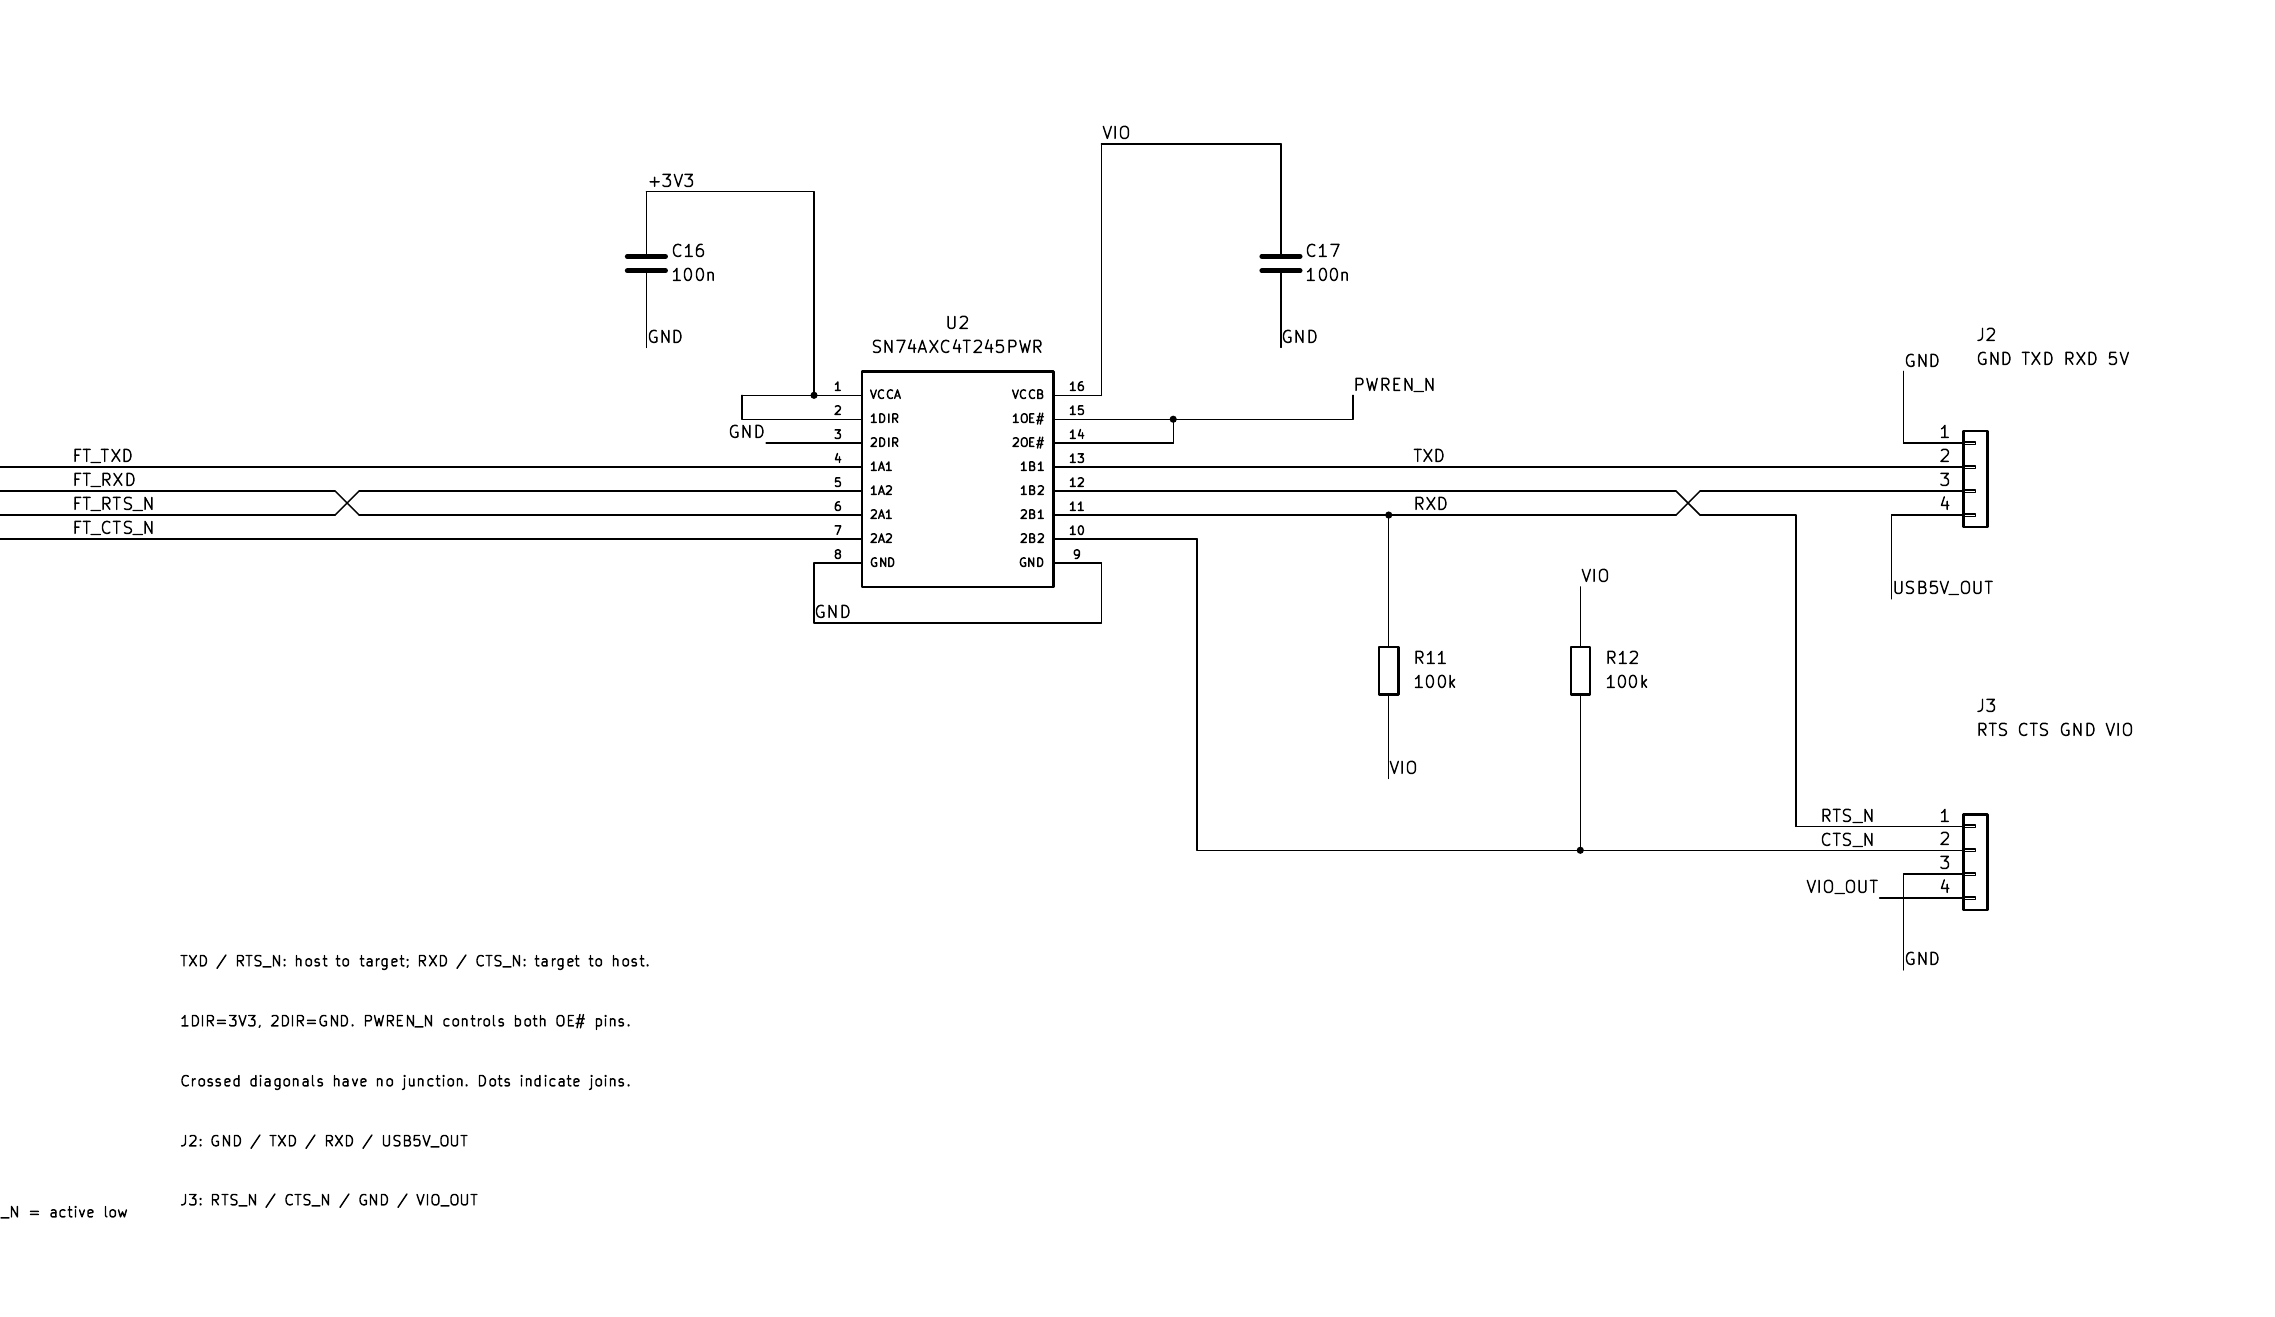 VIO
+3V3
C16
100n
GND
C17
100n
GND
U2
SN74AXC4T245PWR
1 VCCA VCCB 16
2 1DIR 1OE# 15
GND 3 2DIR 2OE# 14
4 1A1 1B1 13
5 1A2 1B2 12
6 2A1 2B1 11
7 2A2 2B2 10
8 GND GND 9
GND
PWREN_N
FT_TXD
FT_RXD
FT_RTS_N
FT_CTS_N
TXD
RXD
J2
GND TXD RXD 5V
GND
1
2
3
4
USB5V_OUT
R11
100k
VIO
VIO
R12
100k
J3
RTS CTS GND VIO
RTS_N 1
CTS_N 2
3
VIO_OUT 4
GND
TXD / RTS_N: host to target; RXD / CTS_N: target to host.
1DIR=3V3, 2DIR=GND. PWREN_N controls both OE# pins.
Crossed diagonals have no junction. Dots indicate joins.
J2: GND / TXD / RXD / USB5V_OUT
J3: RTS_N / CTS_N / GND / VIO_OUT
_N = active low